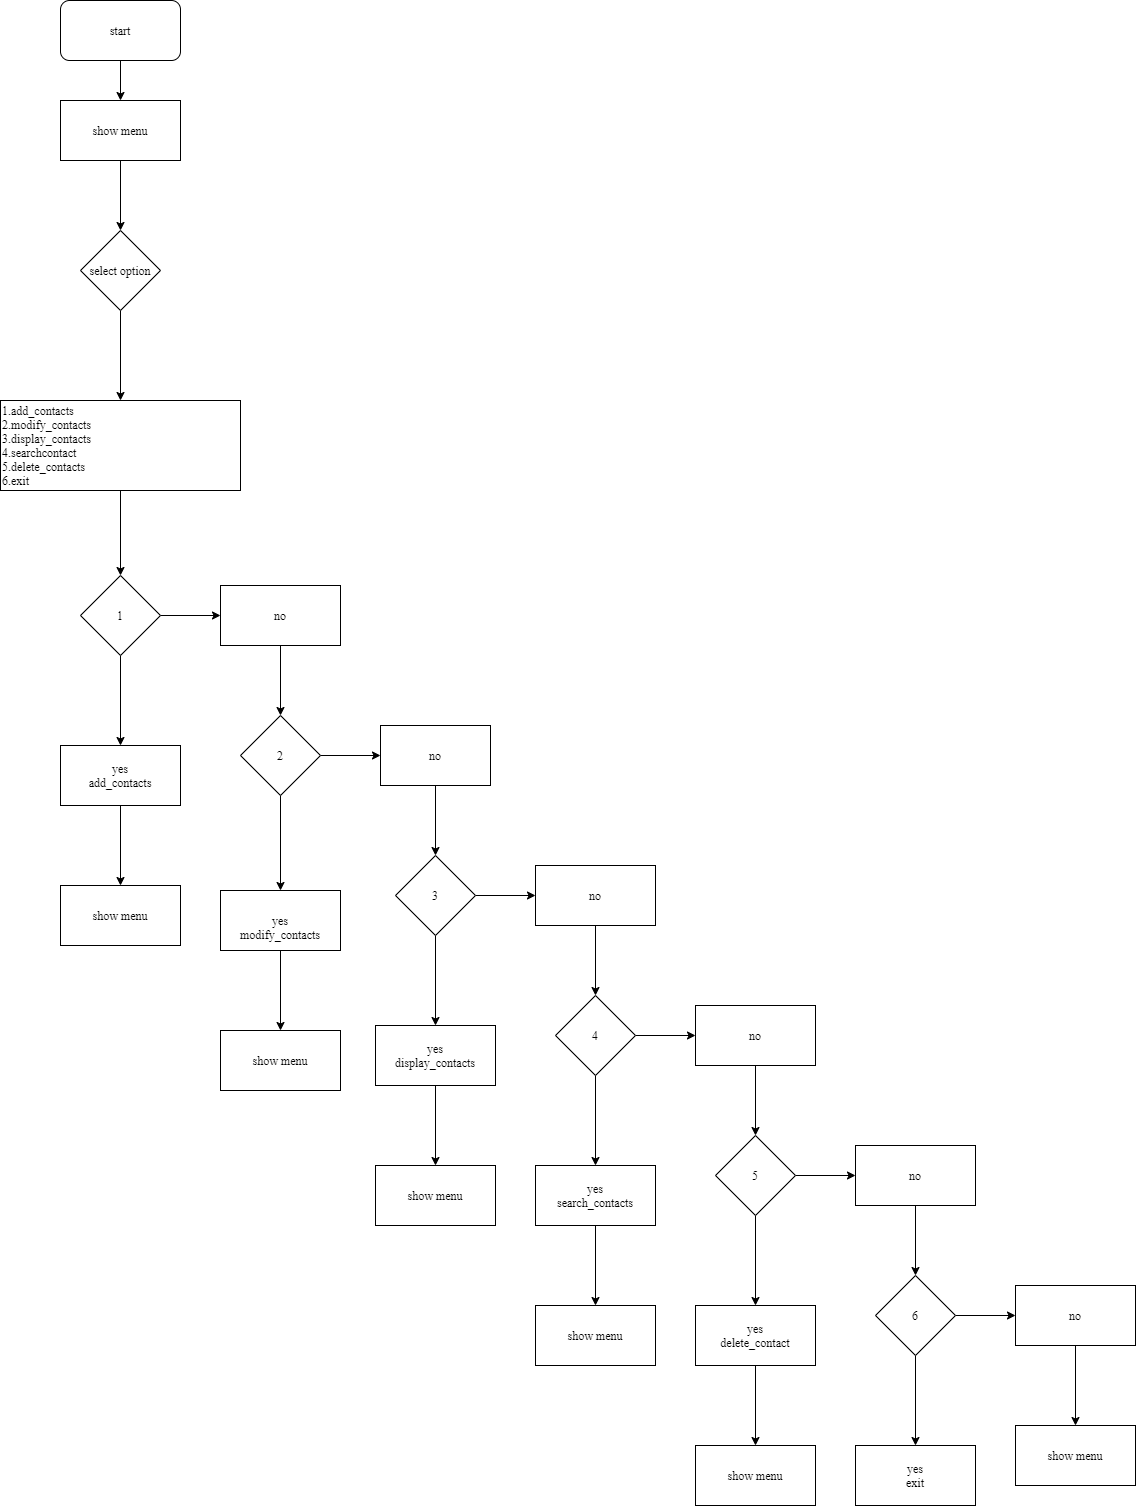 start
show menu
select option
1.add_contacts
2.modify_contacts
3.display_contacts
4.searchcontact
5.delete_contacts
6.exit
1
no
2
no
yes
add_contacts
3
no
show menu
yes
modify_contacts
4
no
show menu
yes
display_contacts
5
no
show menu
yes
search_contacts
6
no
show menu
yes
delete_contact
show menu
show menu
yes
exit